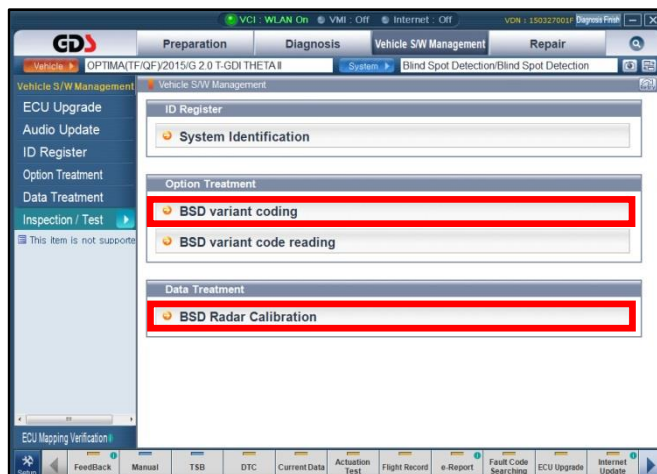 VCI : WLAN On VMI : Off Internet : Off VDN : 150327001F Diagnosis Finish
GDS Preparation Diagnosis Vehicle S/W Management Repair
Vehicle OPTIMA(TF/QF)/2015/G 2.0 T-GDI THETA II System Blind Spot Detection/Blind Spot Detection
Vehicle S/W Management
Vehicle S/W Management
ECU Upgrade
Audio Update
ID Register
Option Treatment
Data Treatment
Inspection / Test
This item is not supporte
ID Register
System Identification
Option Treatment
BSD variant coding
BSD variant code reading
Data Treatment
BSD Radar Calibration
ECU Mapping Verification
Setup FeedBack Manual TSB DTC Current Data Actuation Test Flight Record e-Report Fault Code Searching ECU Upgrade Internet Update